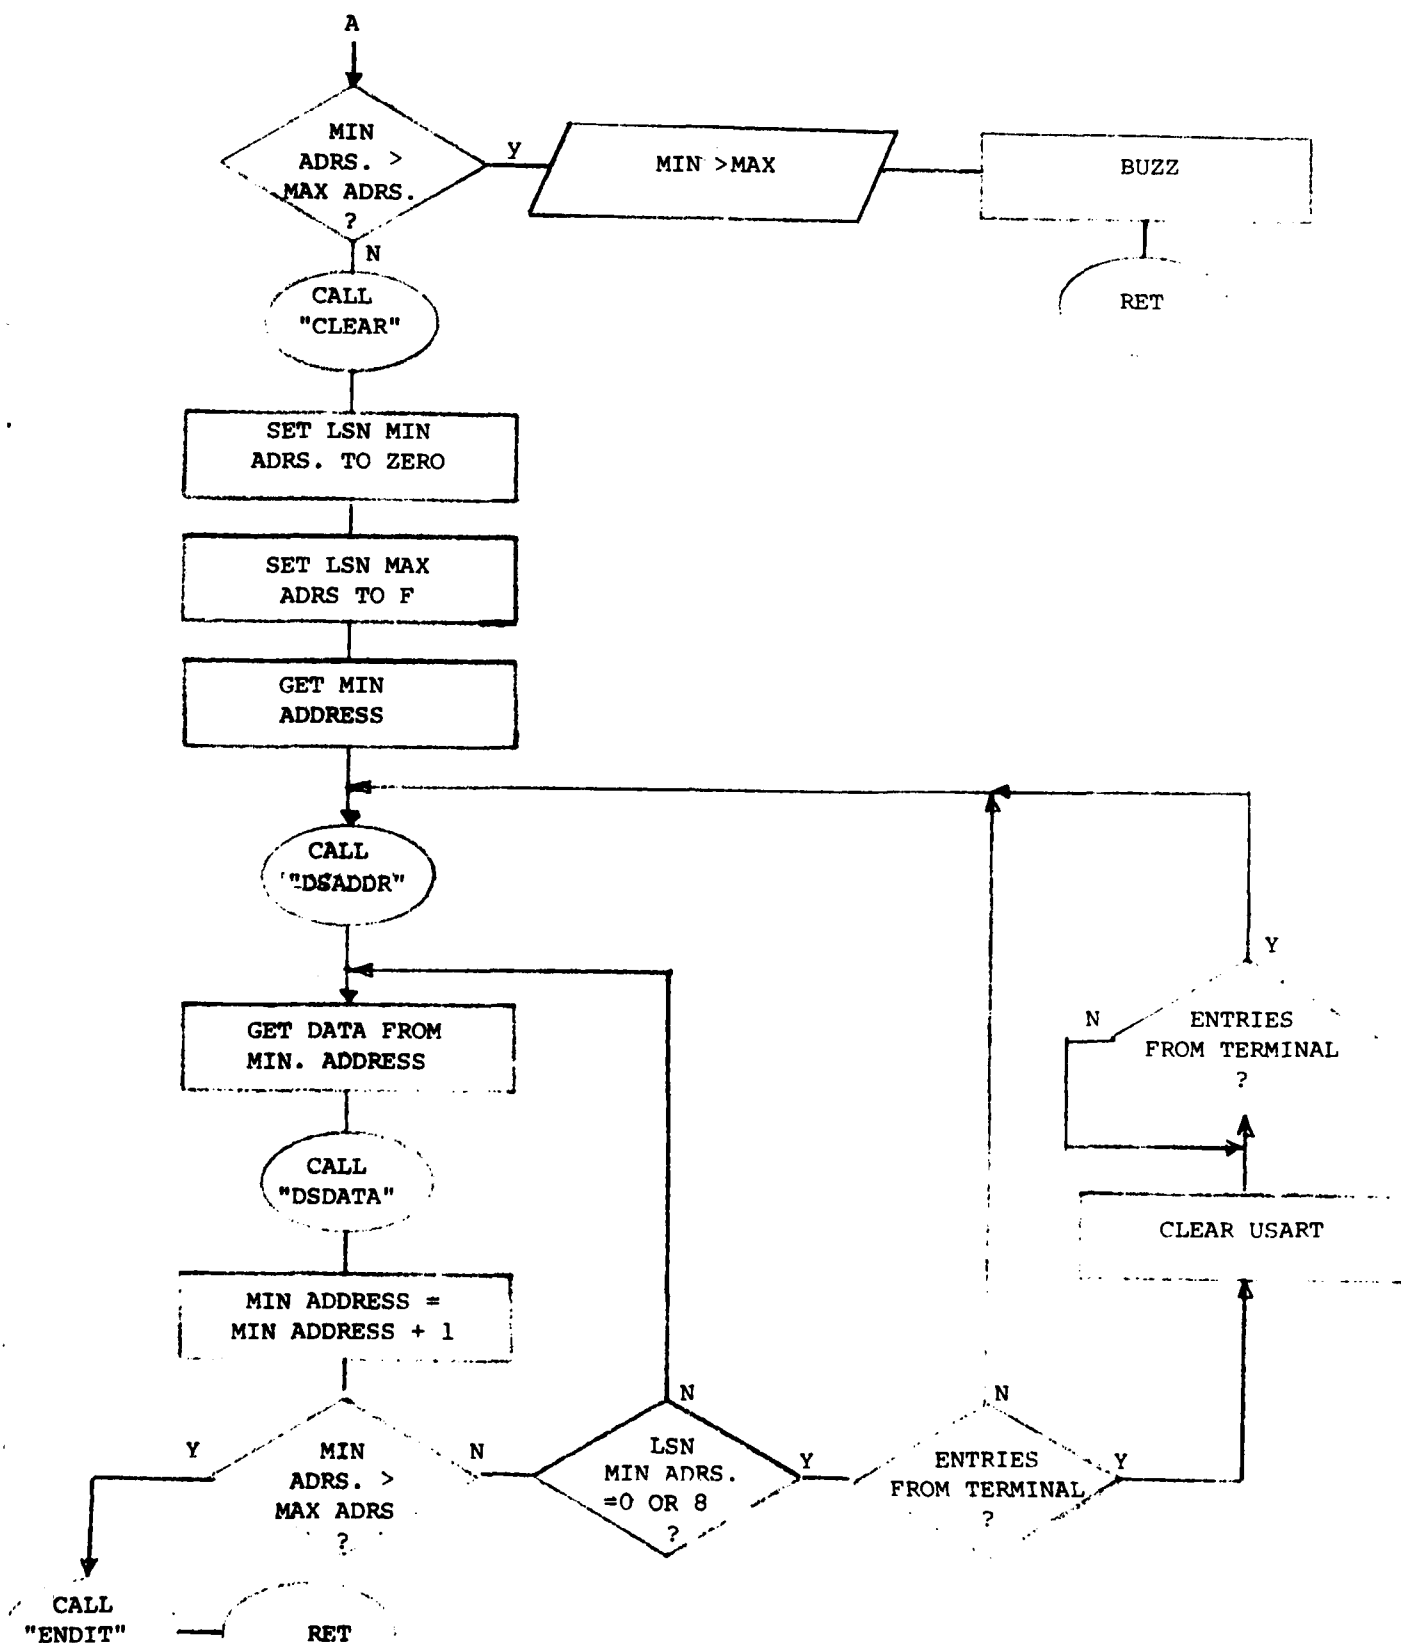 A
MIN
ADRS. >
MAX ADRS.
?
Y
N
MIN >MAX
BUZZ
RET
CALL
"CLEAR"
SET LSN MIN
ADRS. TO ZERO
SET LSN MAX
ADRS TO F
GET MIN
ADDRESS
CALL
"DSADDR"
GET DATA FROM
MIN. ADDRESS
CALL
"DSDATA"
MIN ADDRESS =
MIN ADDRESS + 1
Y
MIN
ADRS. >
MAX ADRS
?
N
N
LSN
MIN ADRS.
=0 OR 8
?
Y
N
ENTRIES
FROM TERMINAL
?
Y
CLEAR USART
Y
N
ENTRIES
FROM TERMINAL
?
CALL
"ENDIT"
RET